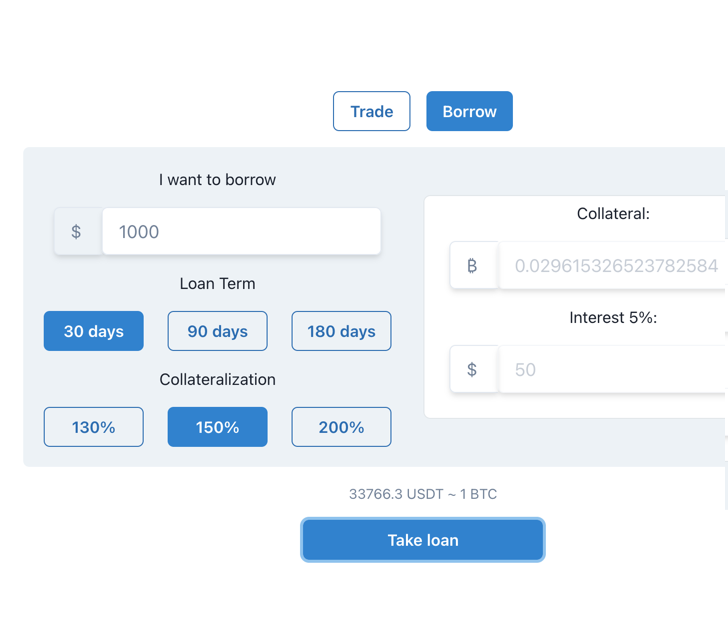 Trade Borrow
I want to borrow
$ 1000
Loan Term
30 days 90 days 180 days
Collateralization
130% 150% 200%
Collateral:
₿ 0.029615326523782584
Interest 5%:
$ 50
33766.3 USDT ~ 1 BTC
Take loan